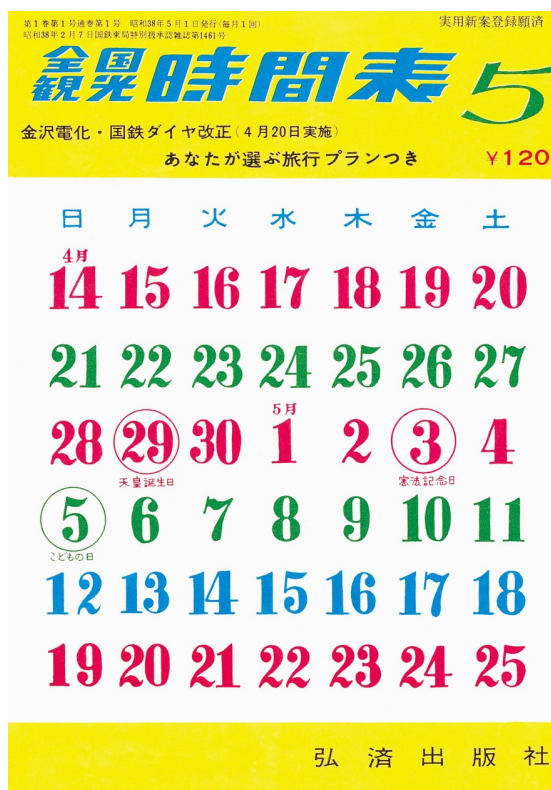 第1巻第1号通巻第1号　昭和38年5月1日発行(毎月1回)
昭和38年2月7日国鉄東局特別扱承認雑誌第1461号
実用新案登録願済
全国観光時間表 5
金沢電化・国鉄ダイヤ改正(4月20日実施)
あなたが選ぶ旅行プランつき ¥120
日 月 火 水 木 金 土
4月
14 15 16 17 18 19 20
21 22 23 24 25 26 27
5月
28 29 30 1 2 3 4
天皇誕生日 憲法記念日
5 6 7 8 9 10 11
こどもの日
12 13 14 15 16 17 18
19 20 21 22 23 24 25
弘済出版社